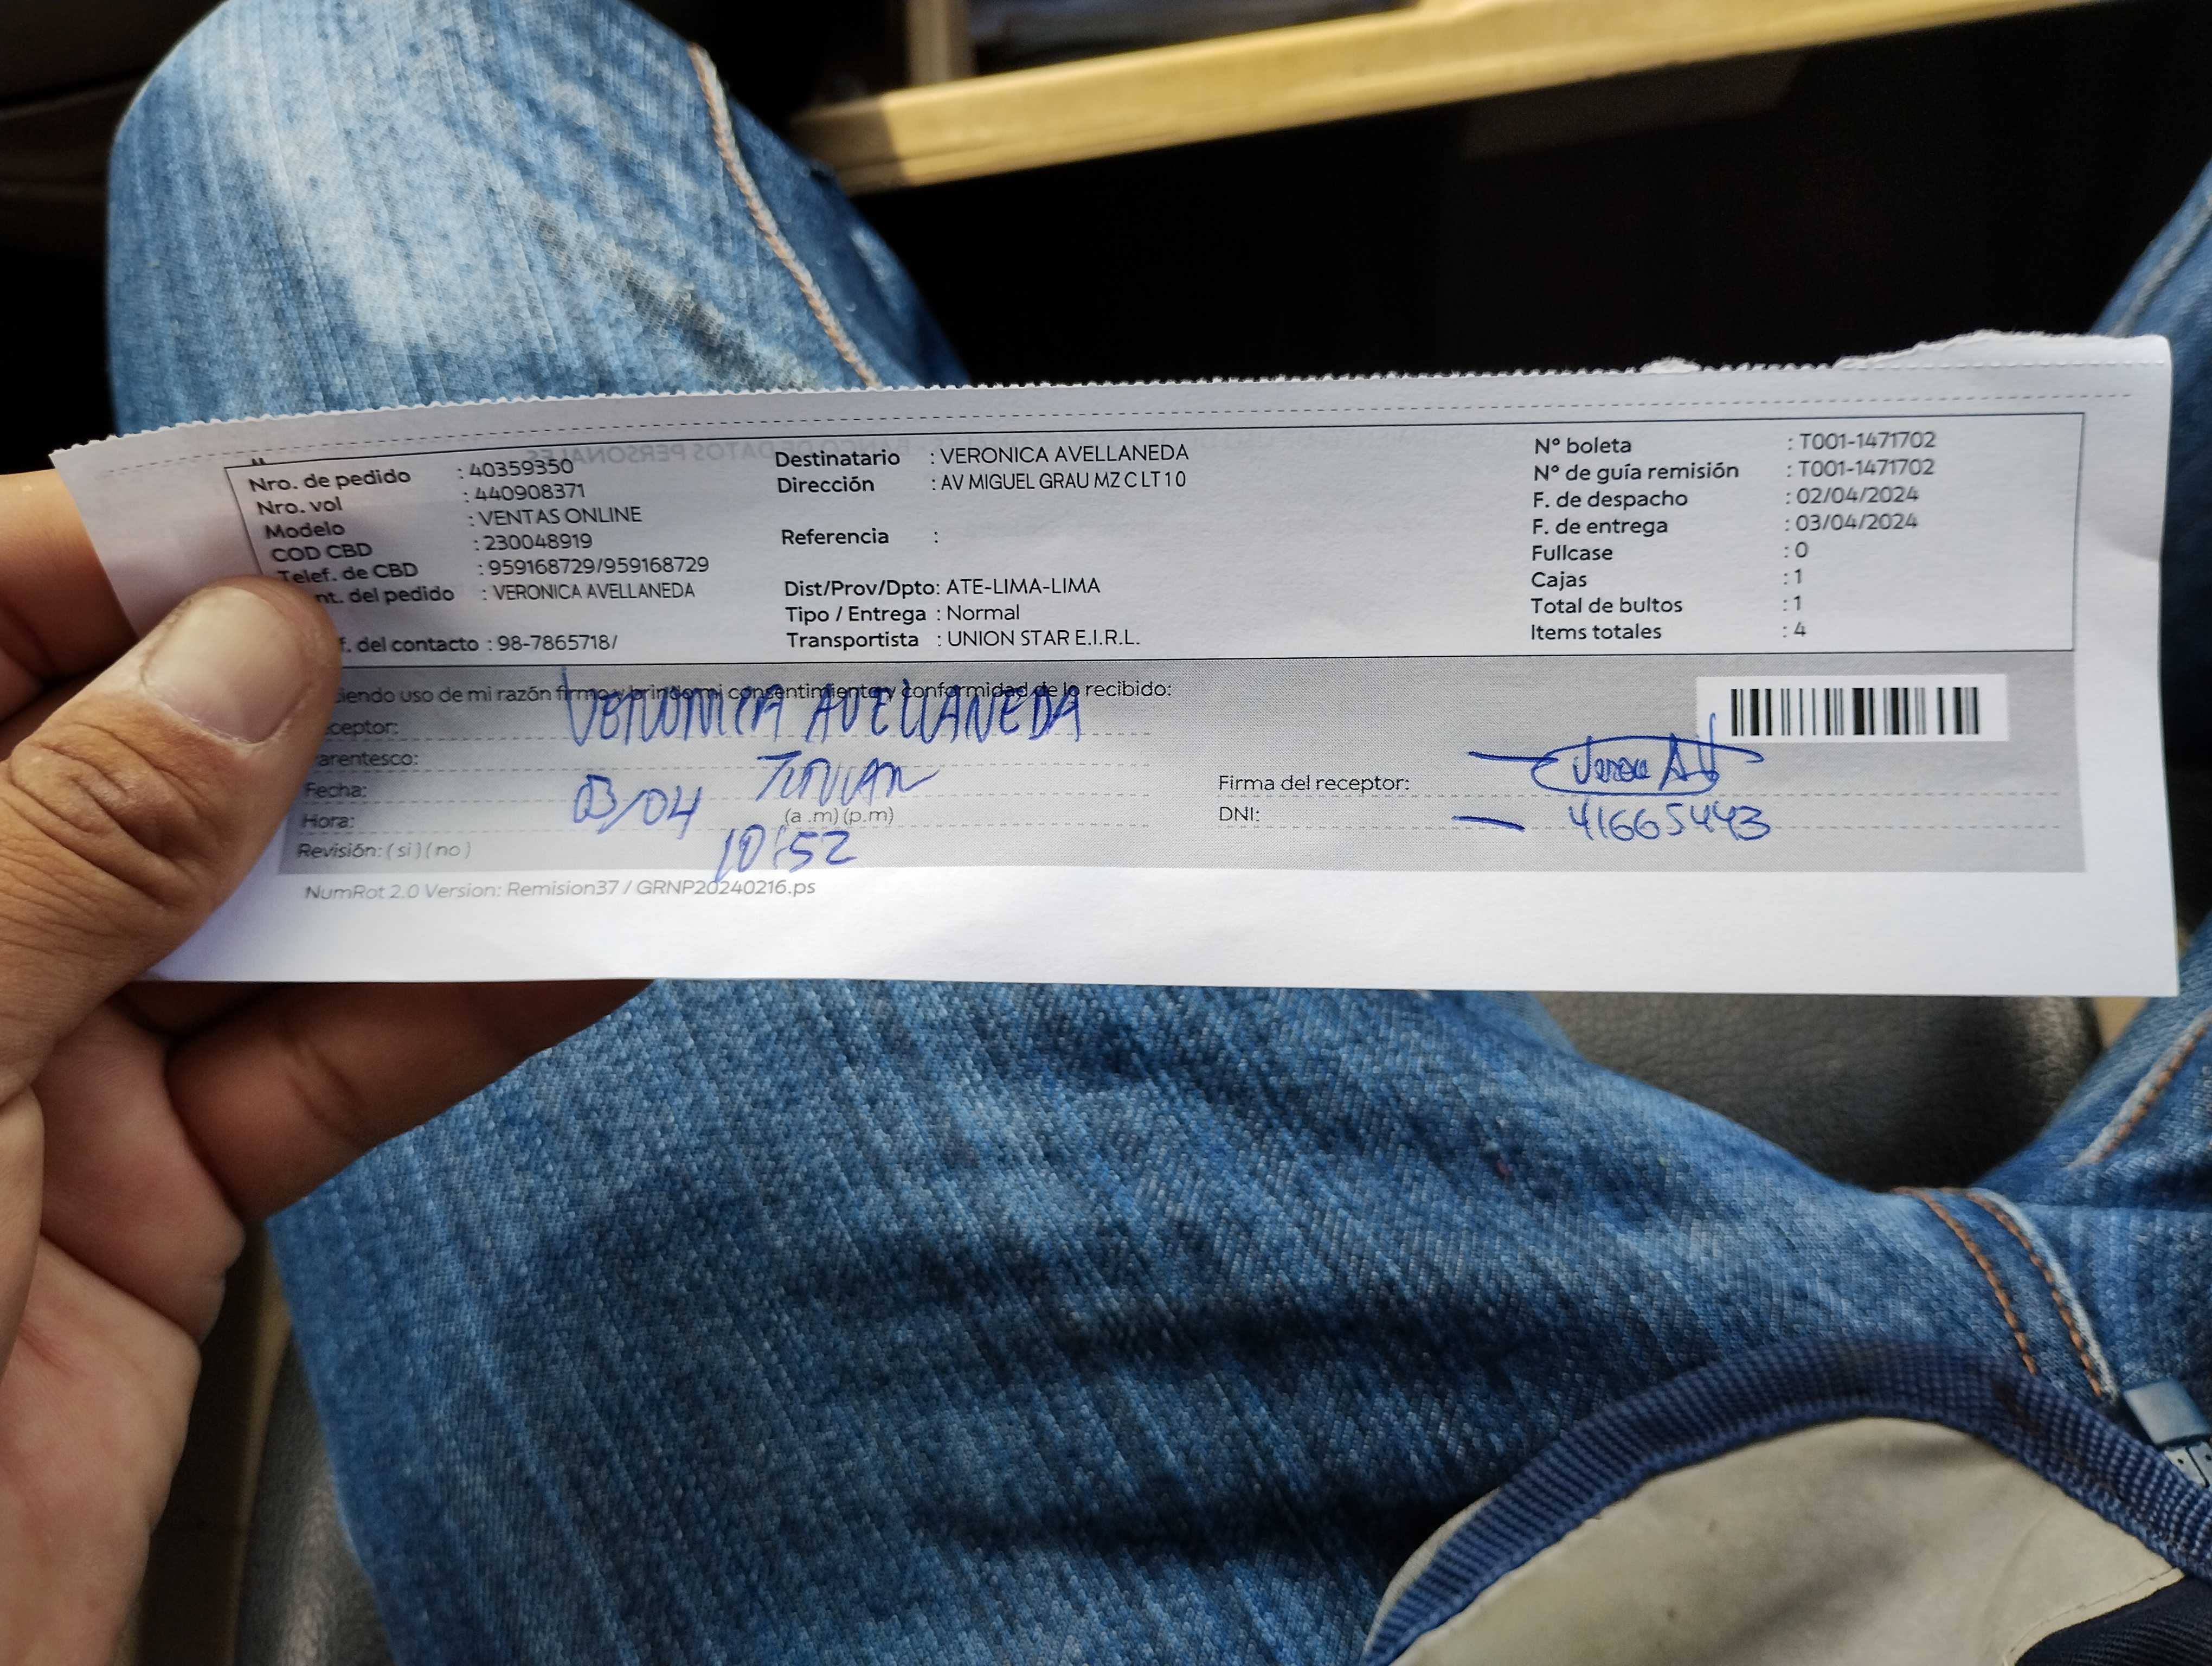 Nro. de pedido : 40359350
Nro. vol : 440908371
Modelo : VENTAS ONLINE
COD CBD : 230048919
Telef. de CBD : 959168729/959168729
nt. del pedido : VERONICA AVELLANEDA
f. del contacto : 98-7865718/
Destinatario : VERONICA AVELLANEDA
Dirección : AV MIGUEL GRAU MZ C LT 10
Referencia :
Dist/Prov/Dpto: ATE-LIMA-LIMA
Tipo / Entrega : Normal
Transportista : UNION STAR E.I.R.L.
N° boleta : T001-1471702
N° de guía remisión : T001-1471702
F. de despacho : 02/04/2024
F. de entrega : 03/04/2024
Fullcase : 0
Cajas : 1
Total de bultos : 1
Items totales : 4
iendo uso de mi razón firmo y brindo mi consentimiento y conformidad de lo recibido:
ceptor: VERONICA AVELLANEDA
arentesco:
Fecha: 03/04
Hora: (a .m) (p.m)
10:52
Revisión: ( si ) ( no )
Firma del receptor:
DNI: 41665443
NumRot 2.0 Version: Remision37 / GRNP20240216.ps